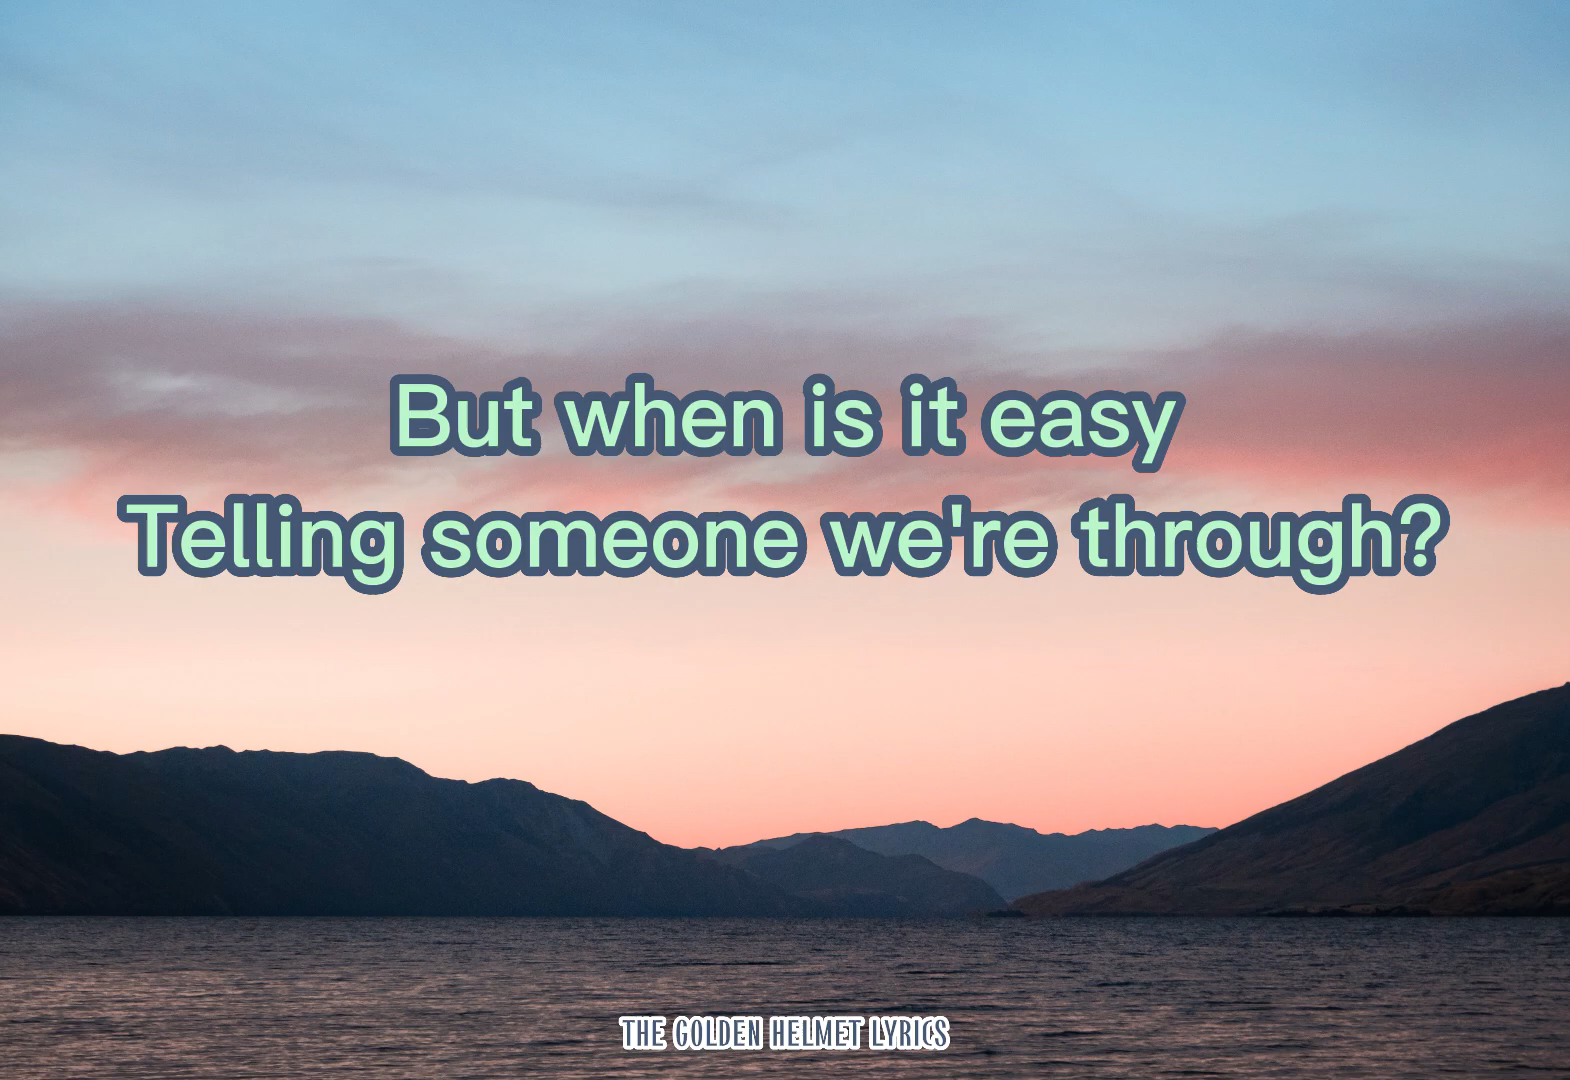 But when is it easy
Telling someone we're through?
THE GOLDEN HELMET LYRICS